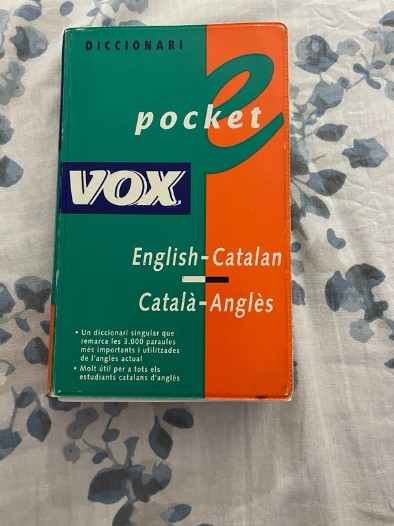 DICCIONARI
pocket
VOX
English-Catalan
Català-Anglès
• Un diccionari singular que
remarca les 3.000 paraules
més importants i utilitzades
de l'anglès actual
• Molt útil per a tots els
estudiants catalans d'anglès